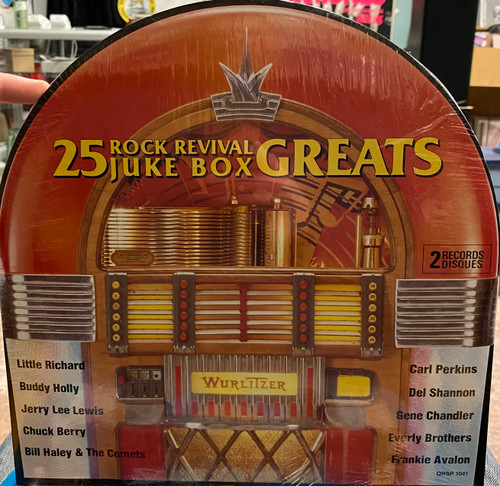 25 ROCK REVIVAL JUKE BOX GREATS
2 RECORDS DISQUES
WURLITZER
Little Richard
Buddy Holly
Jerry Lee Lewis
Chuck Berry
Bill Haley & The Comets
Carl Perkins
Del Shannon
Gene Chandler
Everly Brothers
Frankie Avalon
QRSP 1041